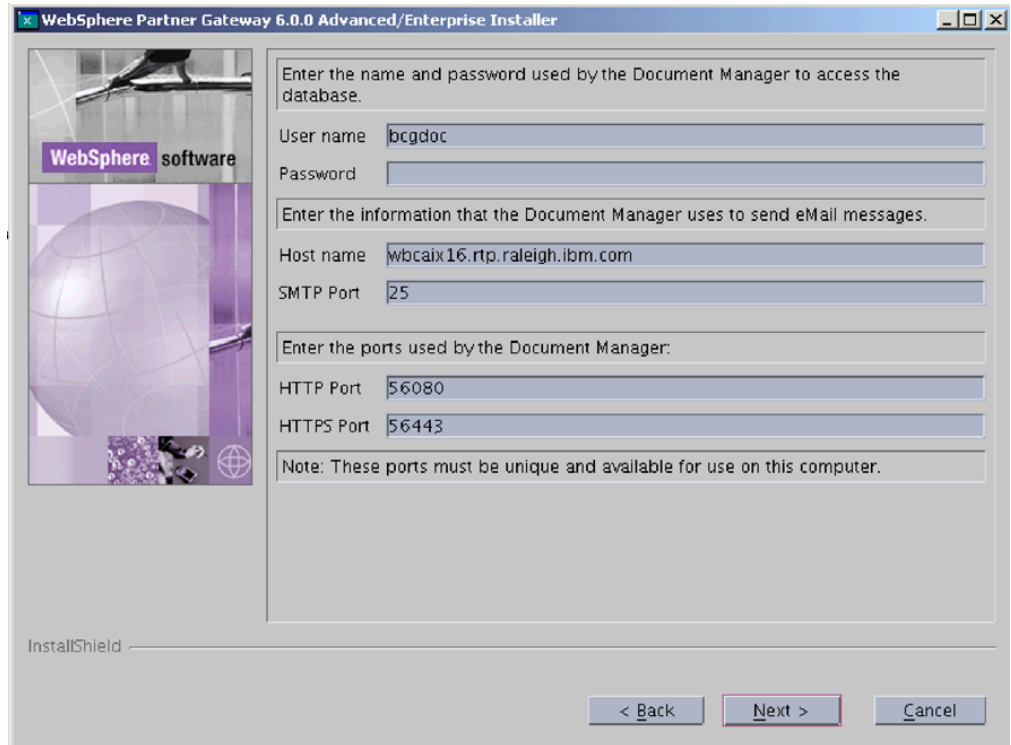 WebSphere Partner Gateway 6.0.0 Advanced/Enterprise Installer
WebSphere software
Enter the name and password used by the Document Manager to access the
database.
User name bcgdoc
Password
Enter the information that the Document Manager uses to send eMail messages.
Host name wbcaix16.rtp.raleigh.ibm.com
SMTP Port 25
Enter the ports used by the Document Manager:
HTTP Port 56080
HTTPS Port 56443
Note: These ports must be unique and available for use on this computer.
InstallShield
< Back Next > Cancel